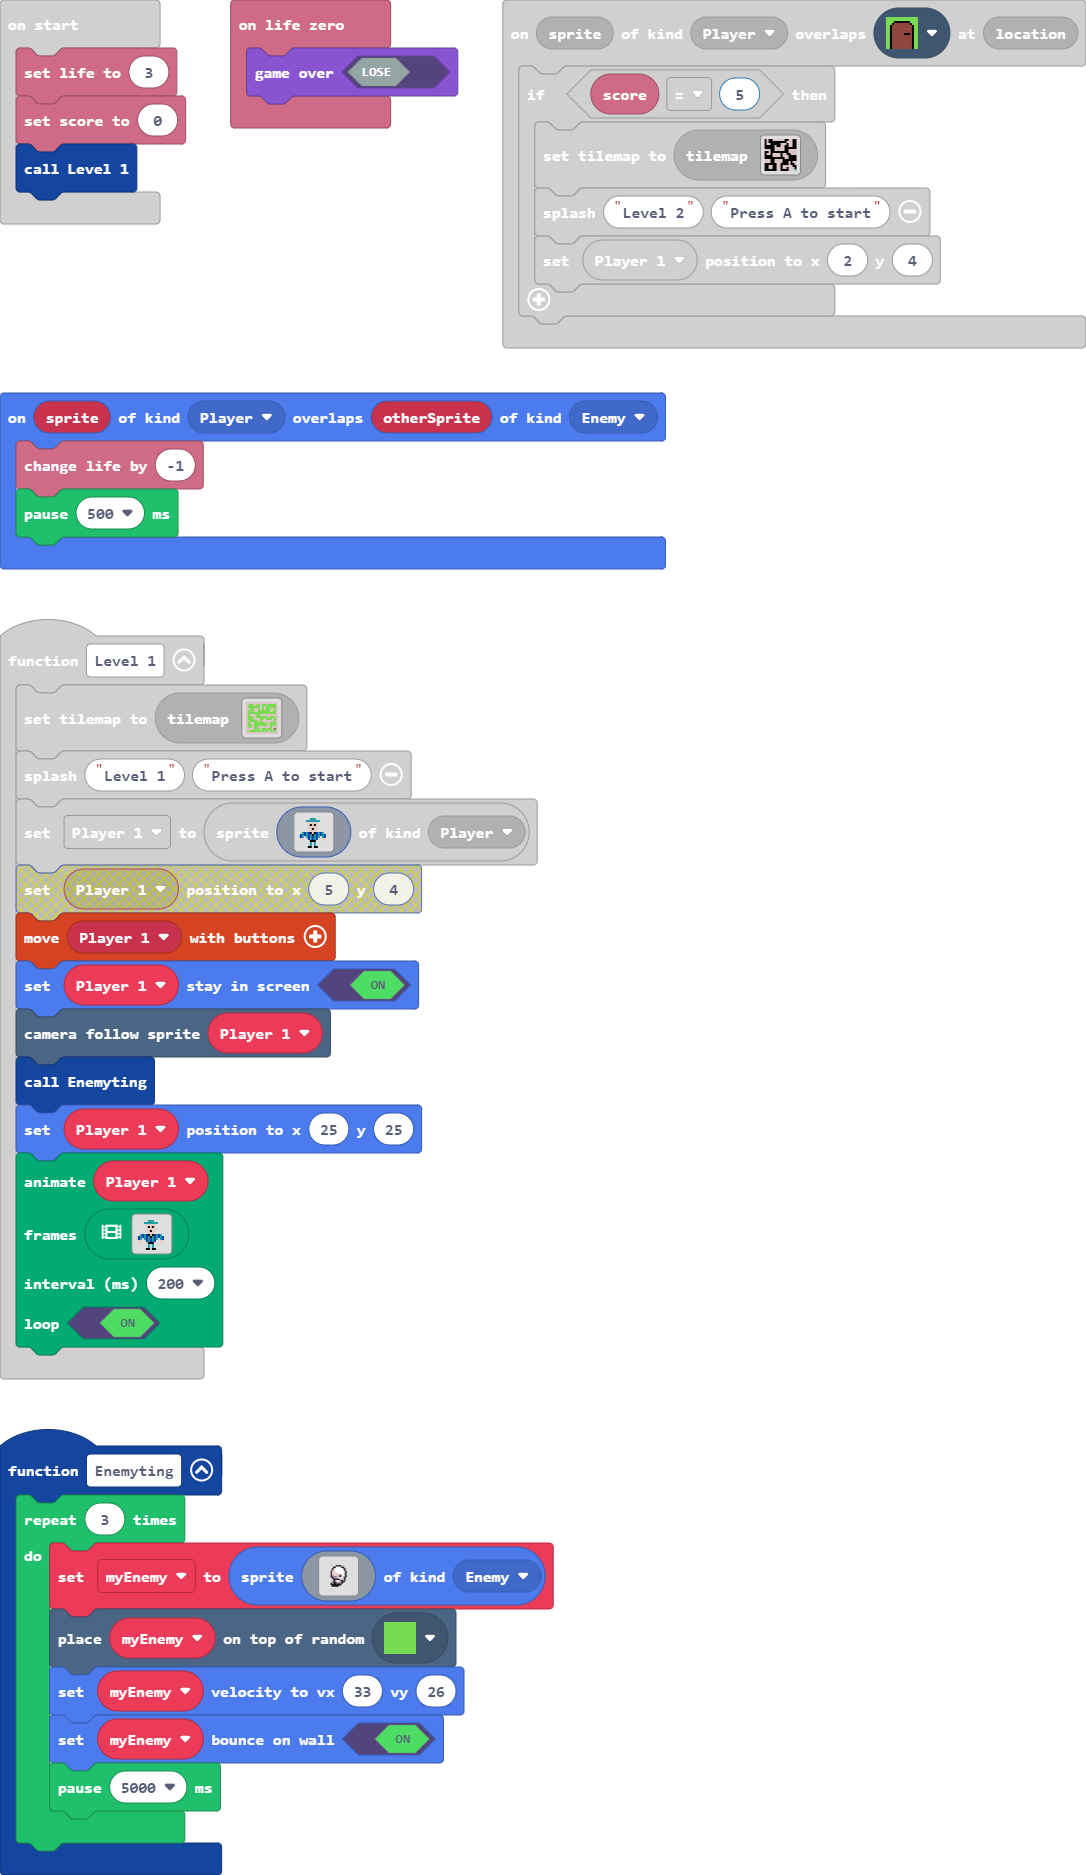 on start
set life to 3
set score to 0
call Level 1
on life zero
game over LOSE
on sprite of kind Player overlaps at location
if score = 5 then
set tilemap to tilemap
splash "Level 2" "Press A to start"
set Player 1 position to x 2 y 4
on sprite of kind Player overlaps otherSprite of kind Enemy
change life by -1
pause 500 ms
function Level 1
set tilemap to tilemap
splash "Level 1" "Press A to start"
set Player 1 to sprite of kind Player
set Player 1 position to x 5 y 4
move Player 1 with buttons
set Player 1 stay in screen ON
camera follow sprite Player 1
call Enemyting
set Player 1 position to x 25 y 25
animate Player 1
frames
interval (ms) 200
loop ON
function Enemyting
repeat 3 times
do
set myEnemy to sprite of kind Enemy
place myEnemy on top of random
set myEnemy velocity to vx 33 vy 26
set myEnemy bounce on wall ON
pause 5000 ms